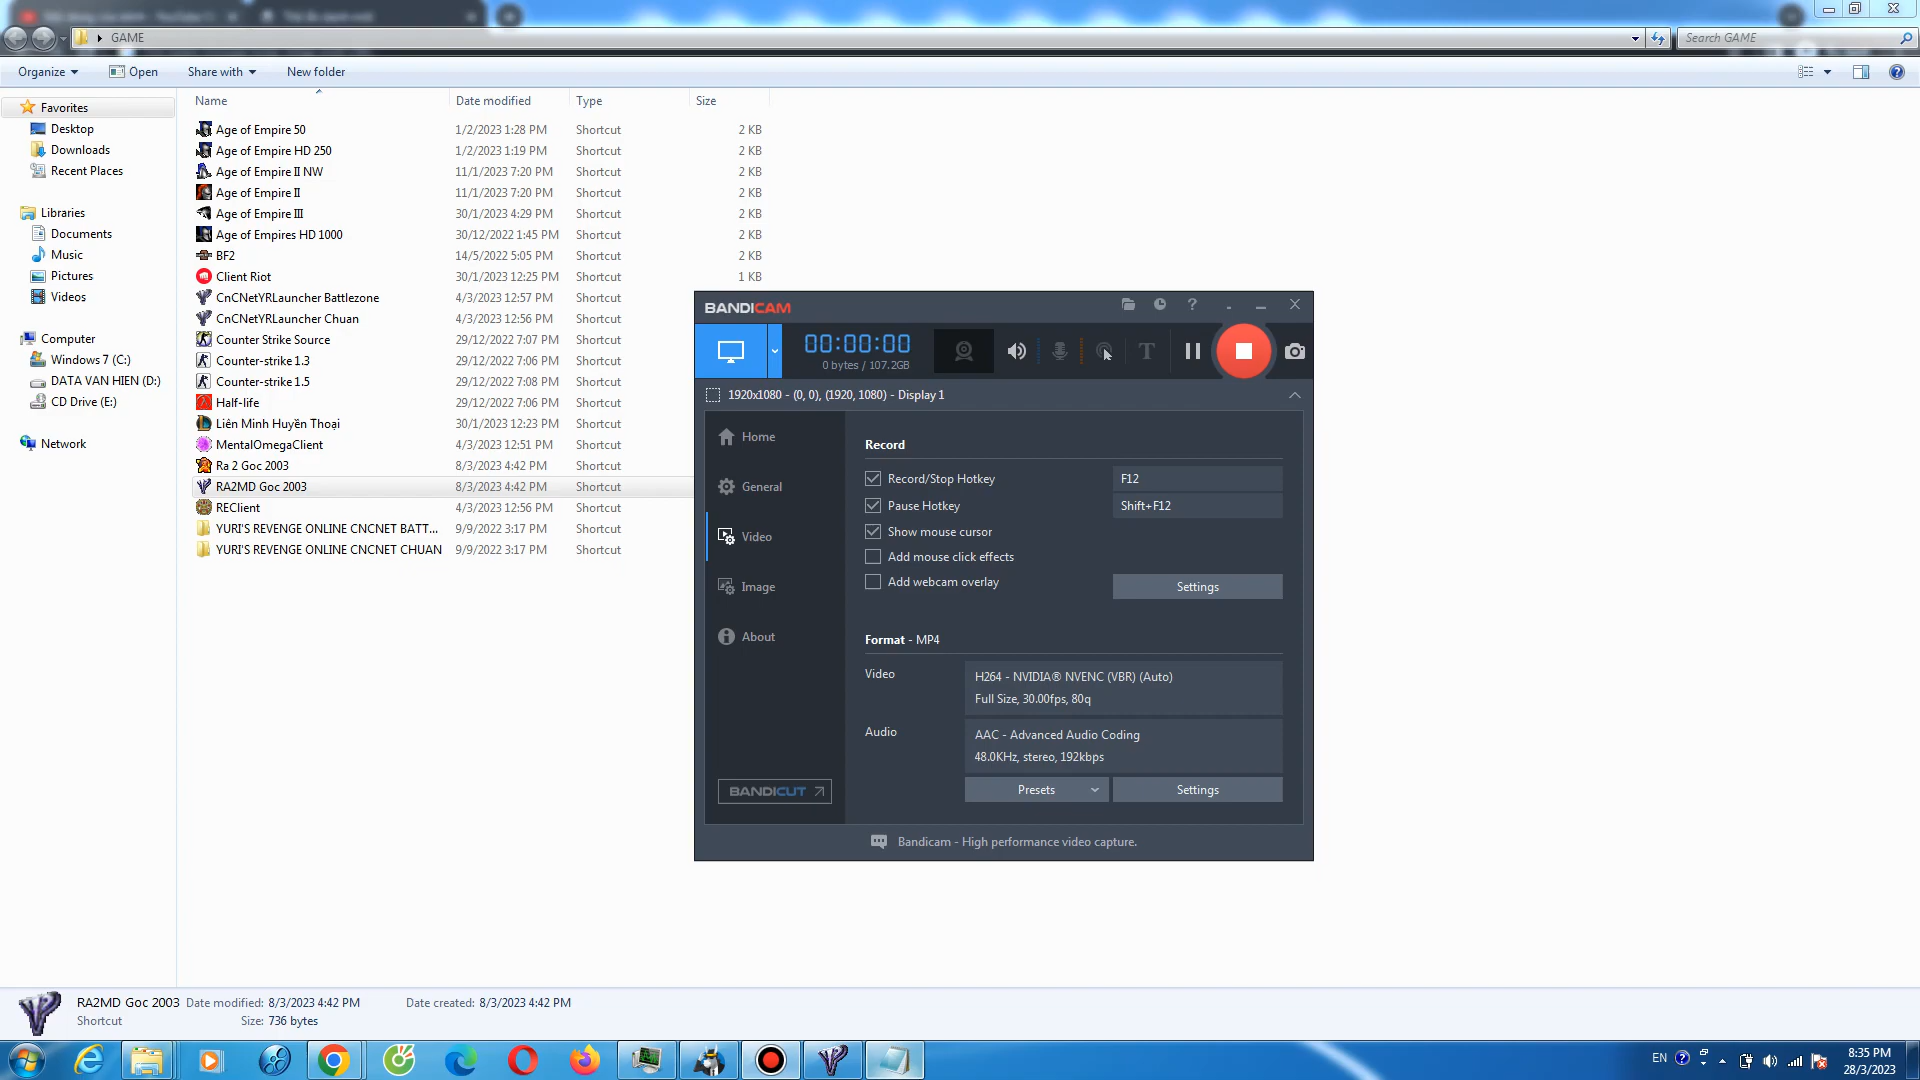 GAME
Search GAME
Organize
Open
Share with
New folder
Name
Date modified
Type
Size
Favorites
Desktop
Downloads
Recent Places
Libraries
Documents
Music
Pictures
Videos
Computer
Windows 7 (C:)
DATA VAN HIEN (D:)
CD Drive (E:)
Network
Age of Empire 50 1/2/2023 1:28 PM Shortcut 2 KB
Age of Empire HD 250 1/2/2023 1:19 PM Shortcut 2 KB
Age of Empire II NW 11/1/2023 7:20 PM Shortcut 2 KB
Age of Empire II 11/1/2023 7:20 PM Shortcut 2 KB
Age of Empire III 30/1/2023 4:29 PM Shortcut 2 KB
Age of Empires HD 1000 30/12/2022 1:45 PM Shortcut 2 KB
BF2 14/5/2022 5:05 PM Shortcut 2 KB
Client Riot 30/1/2023 12:25 PM Shortcut 1 KB
CnCNetYRLauncher Battlezone 4/3/2023 12:57 PM Shortcut
CnCNetYRLauncher Chuan 4/3/2023 12:56 PM Shortcut
Counter Strike Source 29/12/2022 7:07 PM Shortcut
Counter-strike 1.3 29/12/2022 7:06 PM Shortcut
Counter-strike 1.5 29/12/2022 7:08 PM Shortcut
Half-life 29/12/2022 7:06 PM Shortcut
Liên Minh Huyền Thoại 30/1/2023 12:23 PM Shortcut
MentalOmegaClient 4/3/2023 12:51 PM Shortcut
Ra 2 Goc 2003 8/3/2023 4:42 PM Shortcut
RA2MD Goc 2003 8/3/2023 4:42 PM Shortcut
REClient 4/3/2023 12:56 PM Shortcut
YURI'S REVENGE ONLINE CNCNET BATT... 9/9/2022 3:17 PM Shortcut
YURI'S REVENGE ONLINE CNCNET CHUAN 9/9/2022 3:17 PM Shortcut
BANDICAM
00:00:00
0 bytes / 107.2GB
1920x1080 - (0, 0), (1920, 1080) - Display 1
Home
General
Video
Image
About
BANDICUT
Record
Record/Stop Hotkey F12
Pause Hotkey Shift+F12
Show mouse cursor
Add mouse click effects
Add webcam overlay
Settings
Format - MP4
Video
H264 - NVIDIA® NVENC (VBR) (Auto)
Full Size, 30.00fps, 80q
Audio
AAC - Advanced Audio Coding
48.0KHz, stereo, 192kbps
Presets
Settings
Bandicam - High performance video capture.
RA2MD Goc 2003 Date modified: 8/3/2023 4:42 PM Date created: 8/3/2023 4:42 PM
Shortcut Size: 736 bytes
EN
8:35 PM
28/3/2023